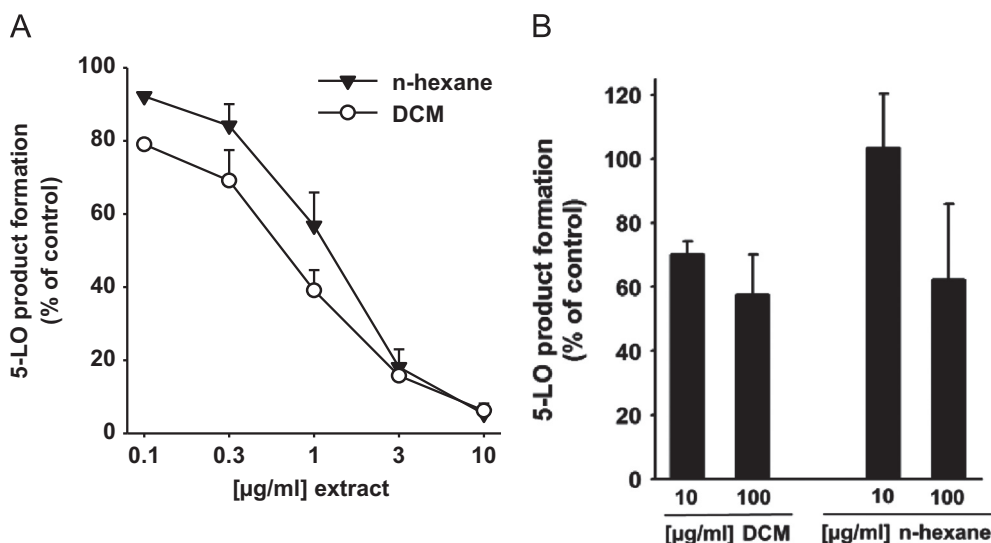 A
5-LO product formation
(% of control)
100
80
60
40
20
0
n-hexane
DCM
0.1 0.3 1 3 10
[µg/ml] extract
B
5-LO product formation
(% of control)
120
100
80
60
40
20
0
10 100 10 100
[µg/ml] DCM [µg/ml] n-hexane